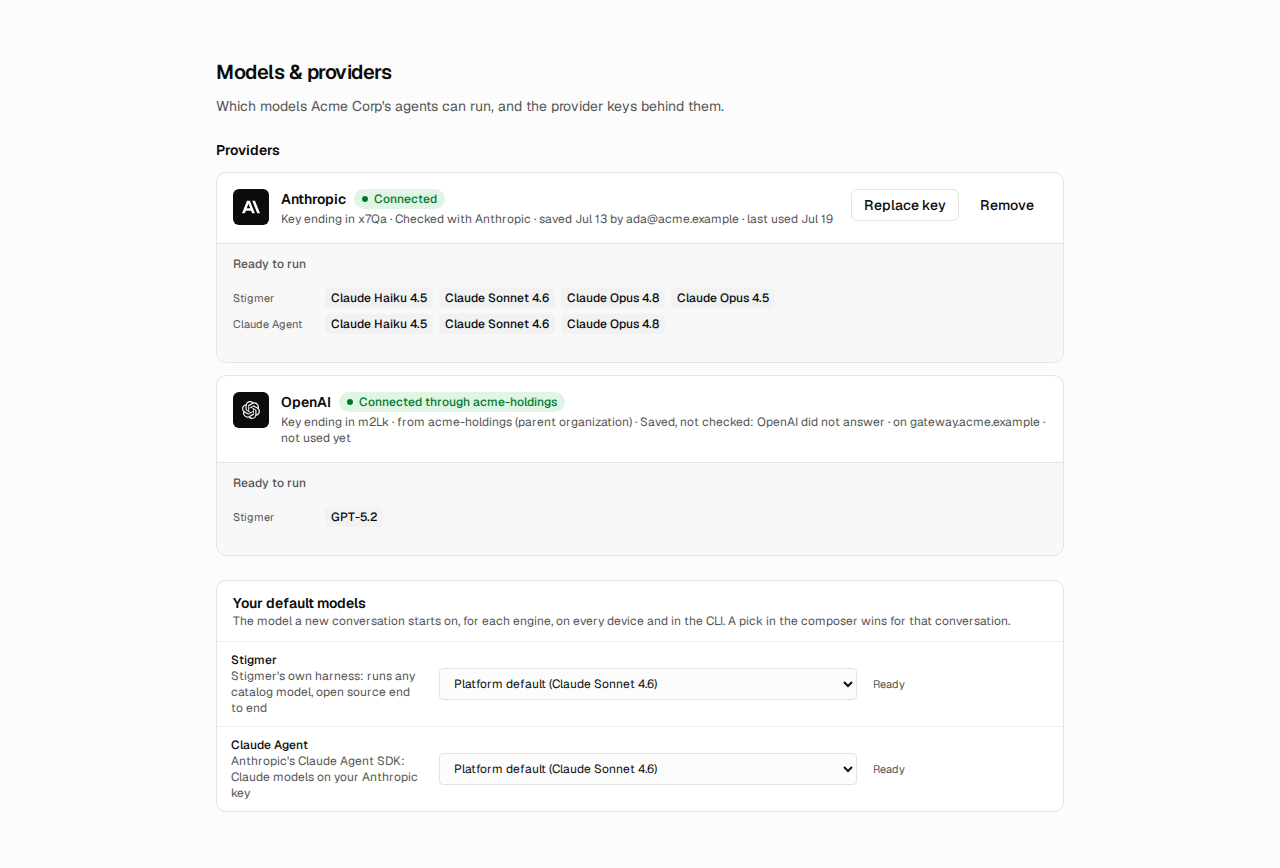 Models & providers
Which models Acme Corp's agents can run, and the provider keys behind them.
Providers
Anthropic Connected
Key ending in x7Qa · Checked with Anthropic · saved Jul 13 by ada@acme.example · last used Jul 19
Replace key Remove
Ready to run
Stigmer Claude Haiku 4.5 Claude Sonnet 4.6 Claude Opus 4.8 Claude Opus 4.5
Claude Agent Claude Haiku 4.5 Claude Sonnet 4.6 Claude Opus 4.8
OpenAI Connected through acme-holdings
Key ending in m2Lk · from acme-holdings (parent organization) · Saved, not checked: OpenAI did not answer · on gateway.acme.example ·
not used yet
Ready to run
Stigmer GPT-5.2
Your default models
The model a new conversation starts on, for each engine, on every device and in the CLI. A pick in the composer wins for that conversation.
Stigmer
Stigmer's own harness: runs any
catalog model, open source end
to end
Platform default (Claude Sonnet 4.6) Ready
Claude Agent
Anthropic's Claude Agent SDK:
Claude models on your Anthropic
key
Platform default (Claude Sonnet 4.6) Ready